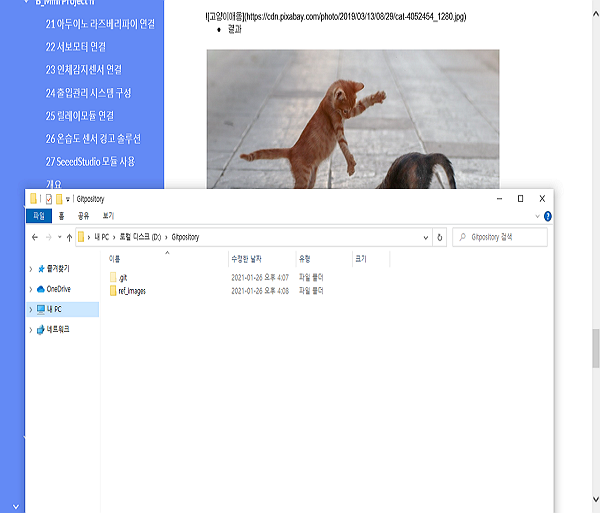 B_Mini Project n
21 아두이노 라즈베리파이 연결
22 서보모터 연결
23 인체감지센서 연결
24 출입관리 시스템 구성
25 릴레이모듈 연결
26 온습도 센서 경고 솔루션
27 SeeedStudio 모듈 사용
개요
![고양이애옹](https://cdn.pixabay.com/photo/2019/03/13/08/29/cat-4052454_1280.jpg)
● 결과
Gitpository
파일 홈 공유 보기
내 PC > 로컬 디스크 (D:) > Gitpository
Gitpository 검색
즐겨찾기
OneDrive
내 PC
네트워크
이름 수정한 날짜 유형 크기
.git 2021-01-26 오후 4:07 파일 폴더
ref_images 2021-01-26 오후 4:08 파일 폴더